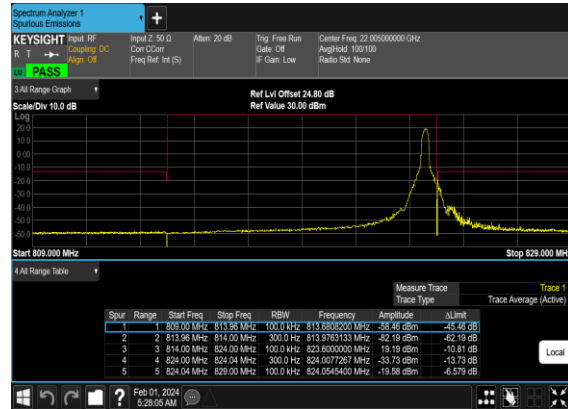 Spectrum Analyzer 1
Spurious Emissions
+
KEYSIGHT Input: RF Input Z: 50 Ω Atten: 20 dB Trig: Free Run Center Freq: 22.005000000 GHz
R T Coupling: DC Corr CCorr Gate: Off Avg|Hold: 100/100
Align: Off Freq Ref: Int (S) IF Gain: Low Radio Std: None
LXI PASS
3 All Range Graph Ref Lvl Offset 24.80 dB
Scale/Div 10.0 dB Ref Value 30.00 dBm
Log
20.0
10.0
0.00
-10.0
-20.0
-30.0
-40.0
-50.0
-60.0
Start 809.000 MHz Stop 829.000 MHz
4 All Range Table
Measure Trace Trace 1
Trace Type Trace Average (Active)
Spur Range Start Freq Stop Freq RBW Frequency Amplitude ΔLimit
1 1 809.00 MHz 813.96 MHz 100.0 kHz 813.6808200 MHz -58.46 dBm -45.46 dB
2 2 813.96 MHz 814.00 MHz 300.0 Hz 813.9763133 MHz -82.19 dBm -62.19 dB
3 3 814.00 MHz 824.00 MHz 100.0 kHz 823.6000000 MHz 19.19 dBm -10.81 dB
4 4 824.00 MHz 824.04 MHz 300.0 Hz 824.0077267 MHz -33.73 dBm -13.73 dB
5 5 824.04 MHz 829.00 MHz 100.0 kHz 824.0545400 MHz -19.58 dBm -6.579 dB
Local
? Feb 01, 2024
5:28:05 AM